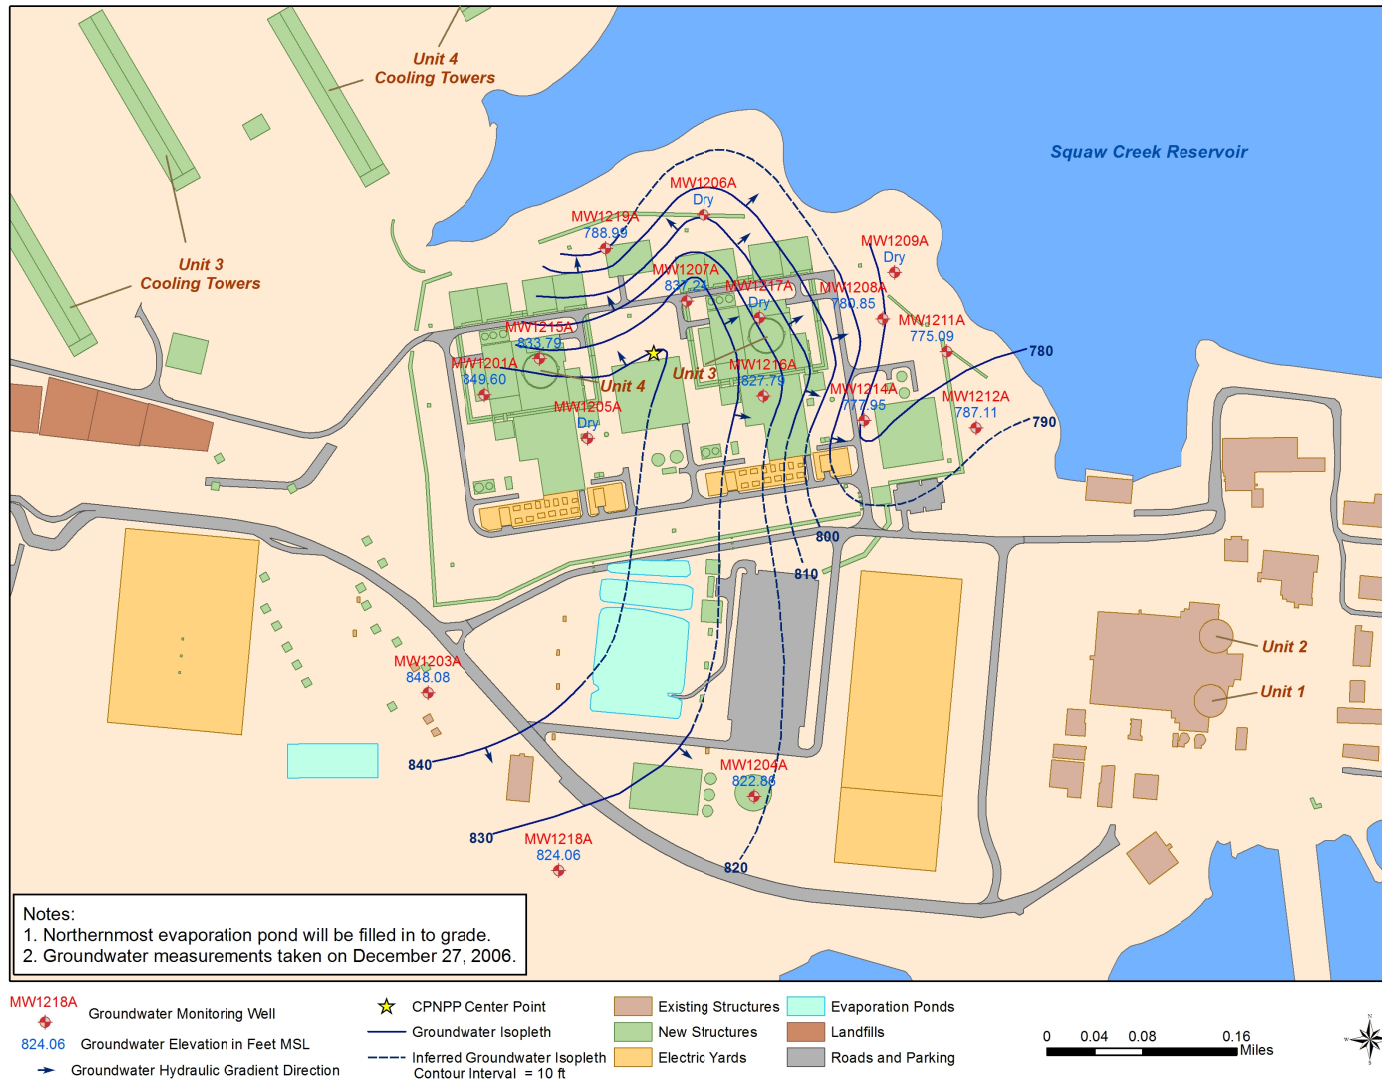 Unit 4
Cooling Towers
Squaw Creek Reservoir
MW1206A
Dry
MW1219A
788.99
MW1209A
Dry
Unit 3
Cooling Towers
MW1207A
837.21
MW1217A
Dry
MW1208A
780.85
MW1211A
775.09
MW1215A
833.79
780
MW1201A
849.60
Unit 4
Unit 3
MW1216A
827.79
MW1214A
777.95
MW1212A
787.11
MW1205A
Dry
790
800
810
Unit 2
MW1203A
848.08
Unit 1
840
MW1204A
822.86
830
MW1218A
824.06
820
Notes:
1. Northernmost evaporation pond will be filled in to grade.
2. Groundwater measurements taken on December 27, 2006.
MW1218A
Groundwater Monitoring Well
824.06
Groundwater Elevation in Feet MSL
Groundwater Hydraulic Gradient Direction
CPNPP Center Point
Groundwater Isopleth
Inferred Groundwater Isopleth
Contour Interval = 10 ft
Existing Structures
New Structures
Electric Yards
Evaporation Ponds
Landfills
Roads and Parking
0 0.04 0.08 0.16
Miles
N
W E
S